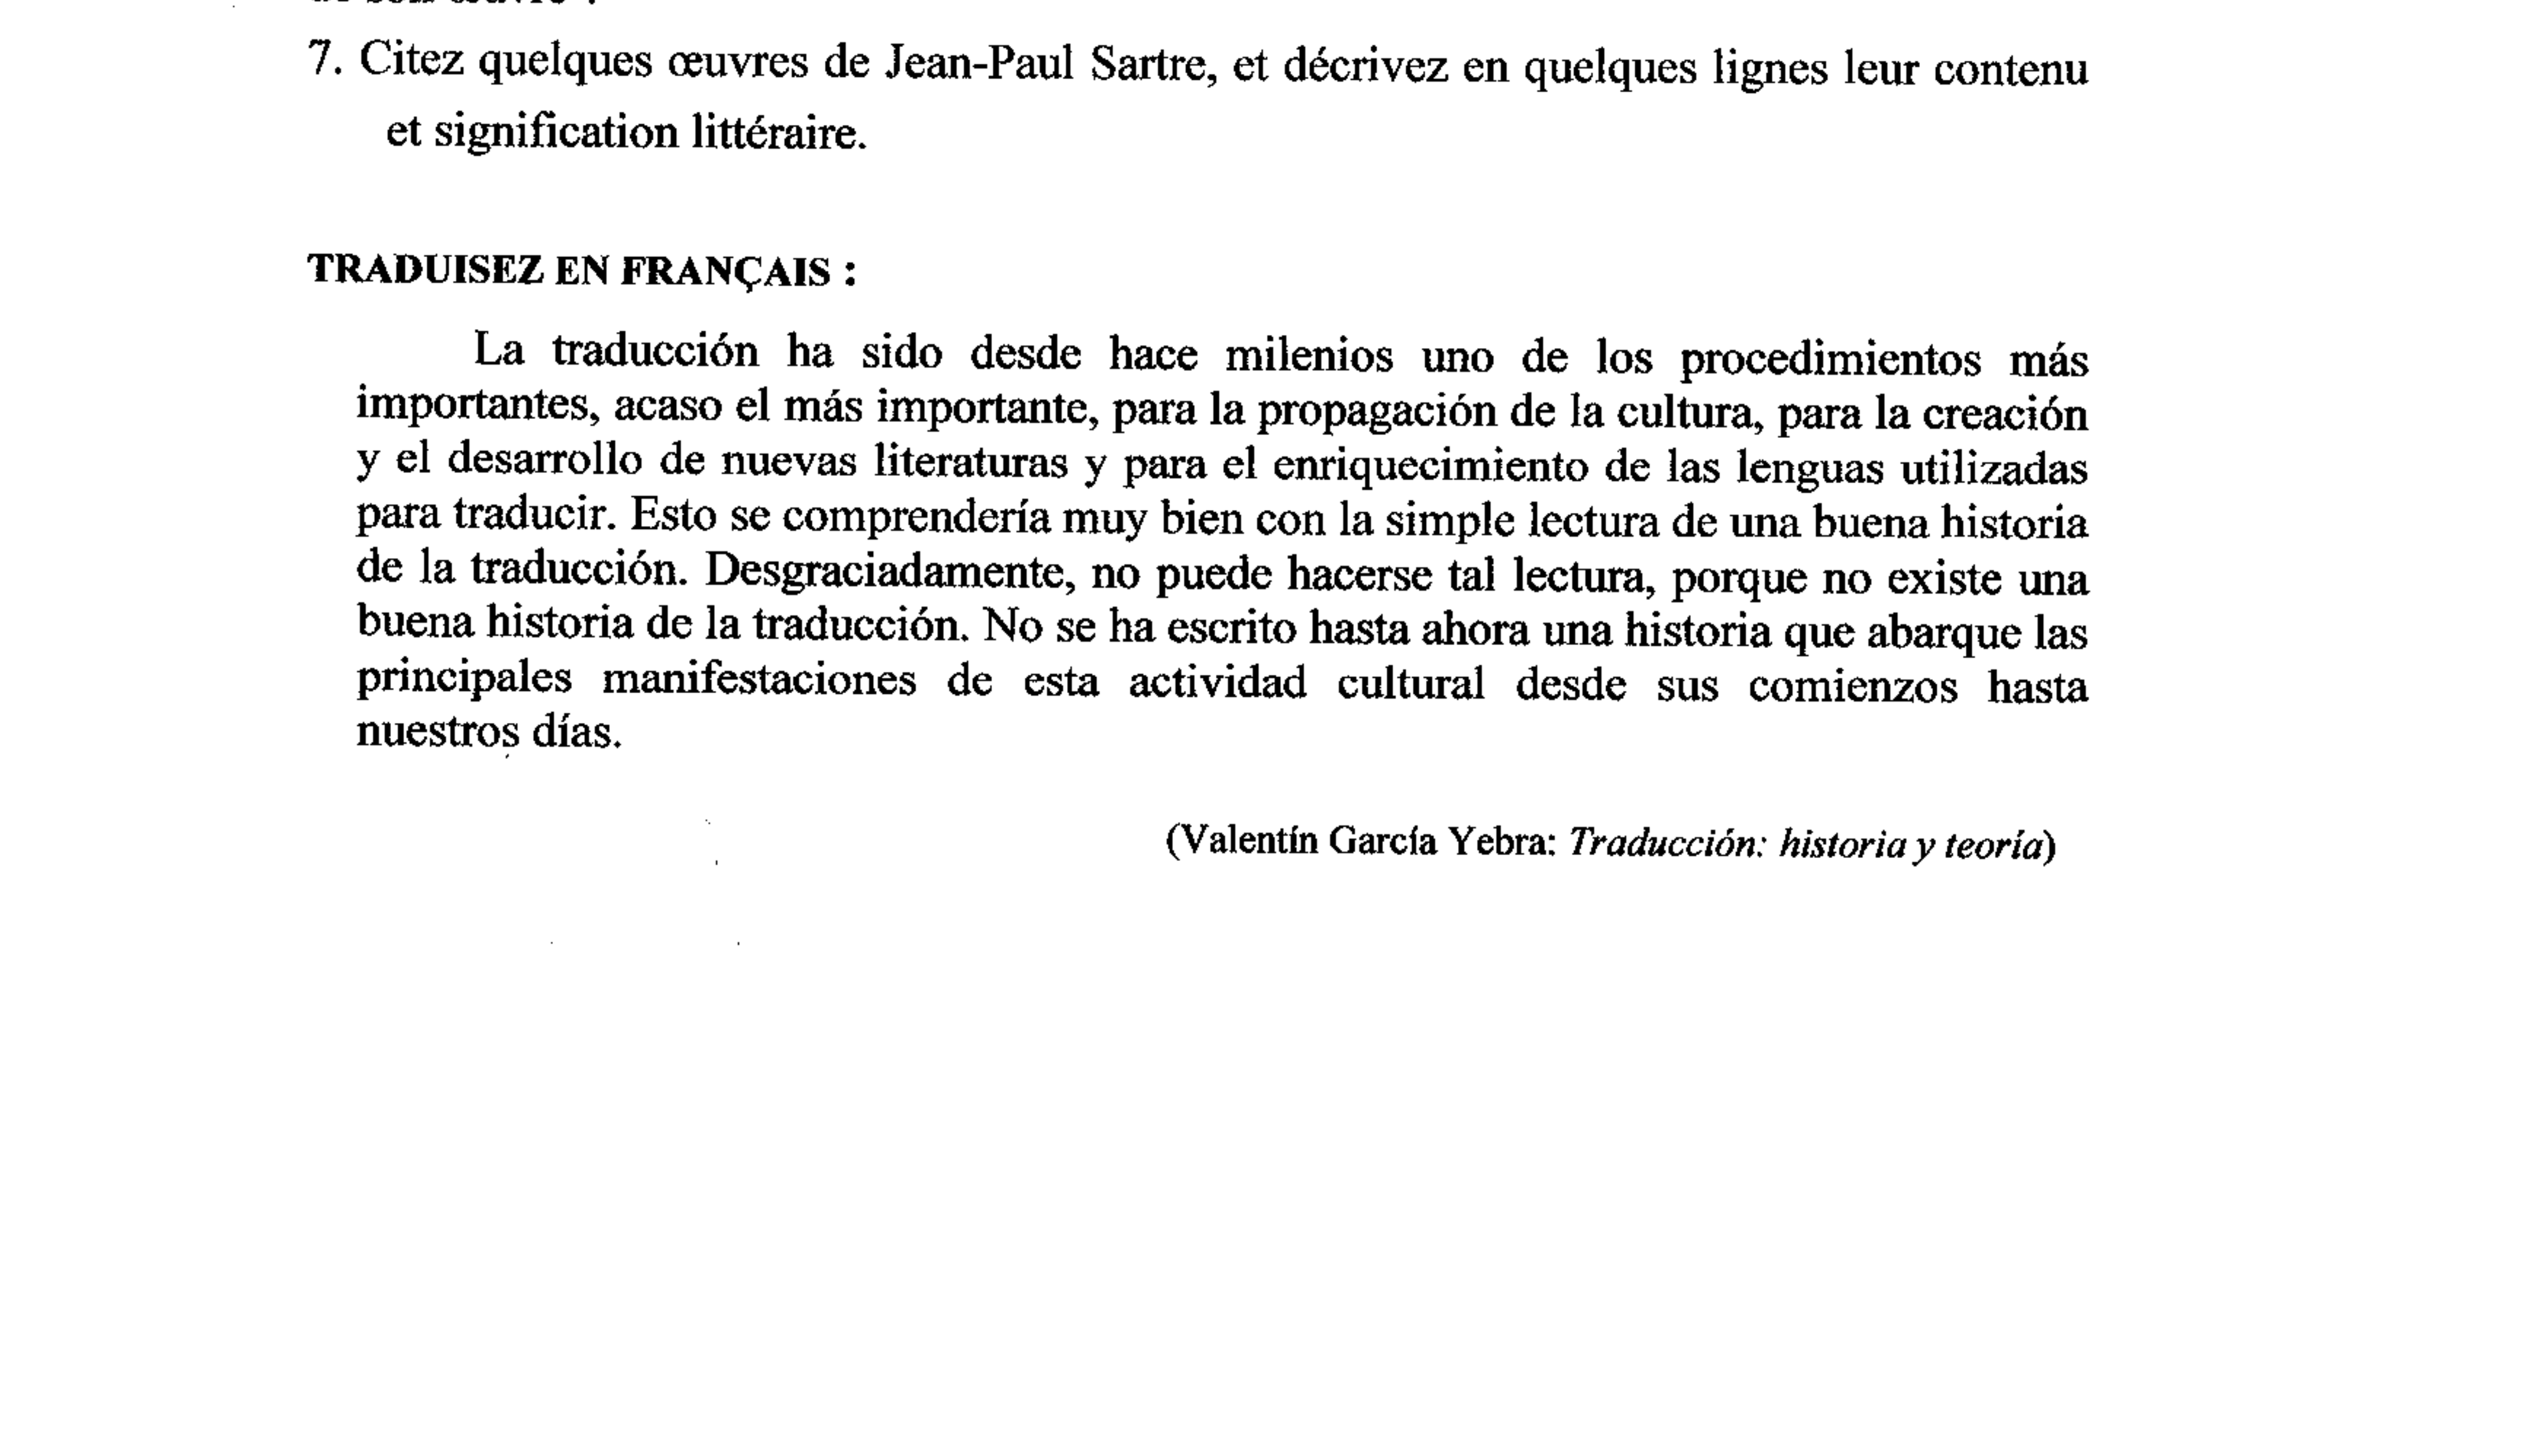 7. Citez quelques œuvres de Jean-Paul Sartre, et décrivez en quelques lignes leur contenu
et signification littéraire.
TRADUISEZ EN FRANÇAIS :
La traducción ha sido desde hace milenios uno de los procedimientos más
importantes, acaso el más importante, para la propagación de la cultura, para la creación
y el desarrollo de nuevas literaturas y para el enriquecimiento de las lenguas utilizadas
para traducir. Esto se comprendería muy bien con la simple lectura de una buena historia
de la traducción. Desgraciadamente, no puede hacerse tal lectura, porque no existe una
buena historia de la traducción. No se ha escrito hasta ahora una historia que abarque las
principales manifestaciones de esta actividad cultural desde sus comienzos hasta
nuestros días.
(Valentín García Yebra: Traducción: historia y teoría)